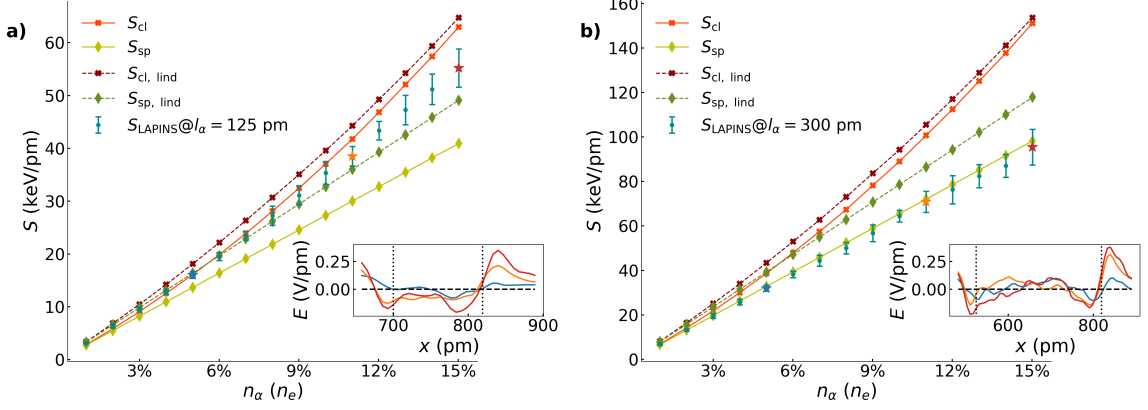 a)
S_cl
S_sp
S_cl, lind
S_sp, lind
S_LAPINS@l_α = 125 pm
S (keV/pm)
60
50
40
30
20
10
0
3%
6%
9%
12%
15%
n_α (n_e)
E (V/pm)
0.25
0.00
700
800
900
x (pm)
b)
S_cl
S_sp
S_cl, lind
S_sp, lind
S_LAPINS@l_α = 300 pm
S (keV/pm)
160
140
120
100
80
60
40
20
0
3%
6%
9%
12%
15%
n_α (n_e)
E (V/pm)
0.25
0.00
600
800
x (pm)